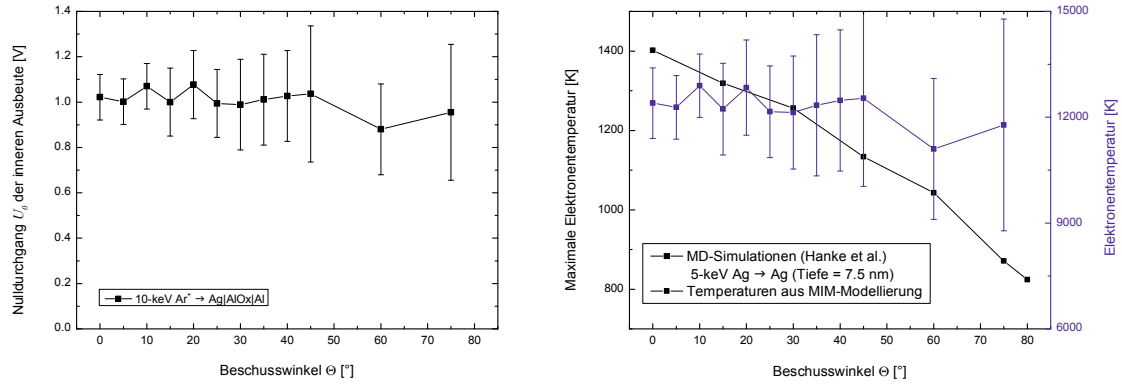 Nulldurchgang U₀ der inneren Ausbeute [V]
1.4
1.2
1.0
0.8
0.6
0.4
0.2
0.0
0 10 20 30 40 50 60 70 80
Beschusswinkel Θ [°]
10-keV Ar⁺ → Ag|AlOx|Al
Maximale Elektronentemperatur [K]
1400
1200
1000
800
0 10 20 30 40 50 60 70 80
Beschusswinkel Θ [°]
MD-Simulationen (Hanke et al.)
5-keV Ag → Ag (Tiefe = 7.5 nm)
Temperaturen aus MIM-Modellierung
15000
12000
9000
6000
Elektronentemperatur [K]